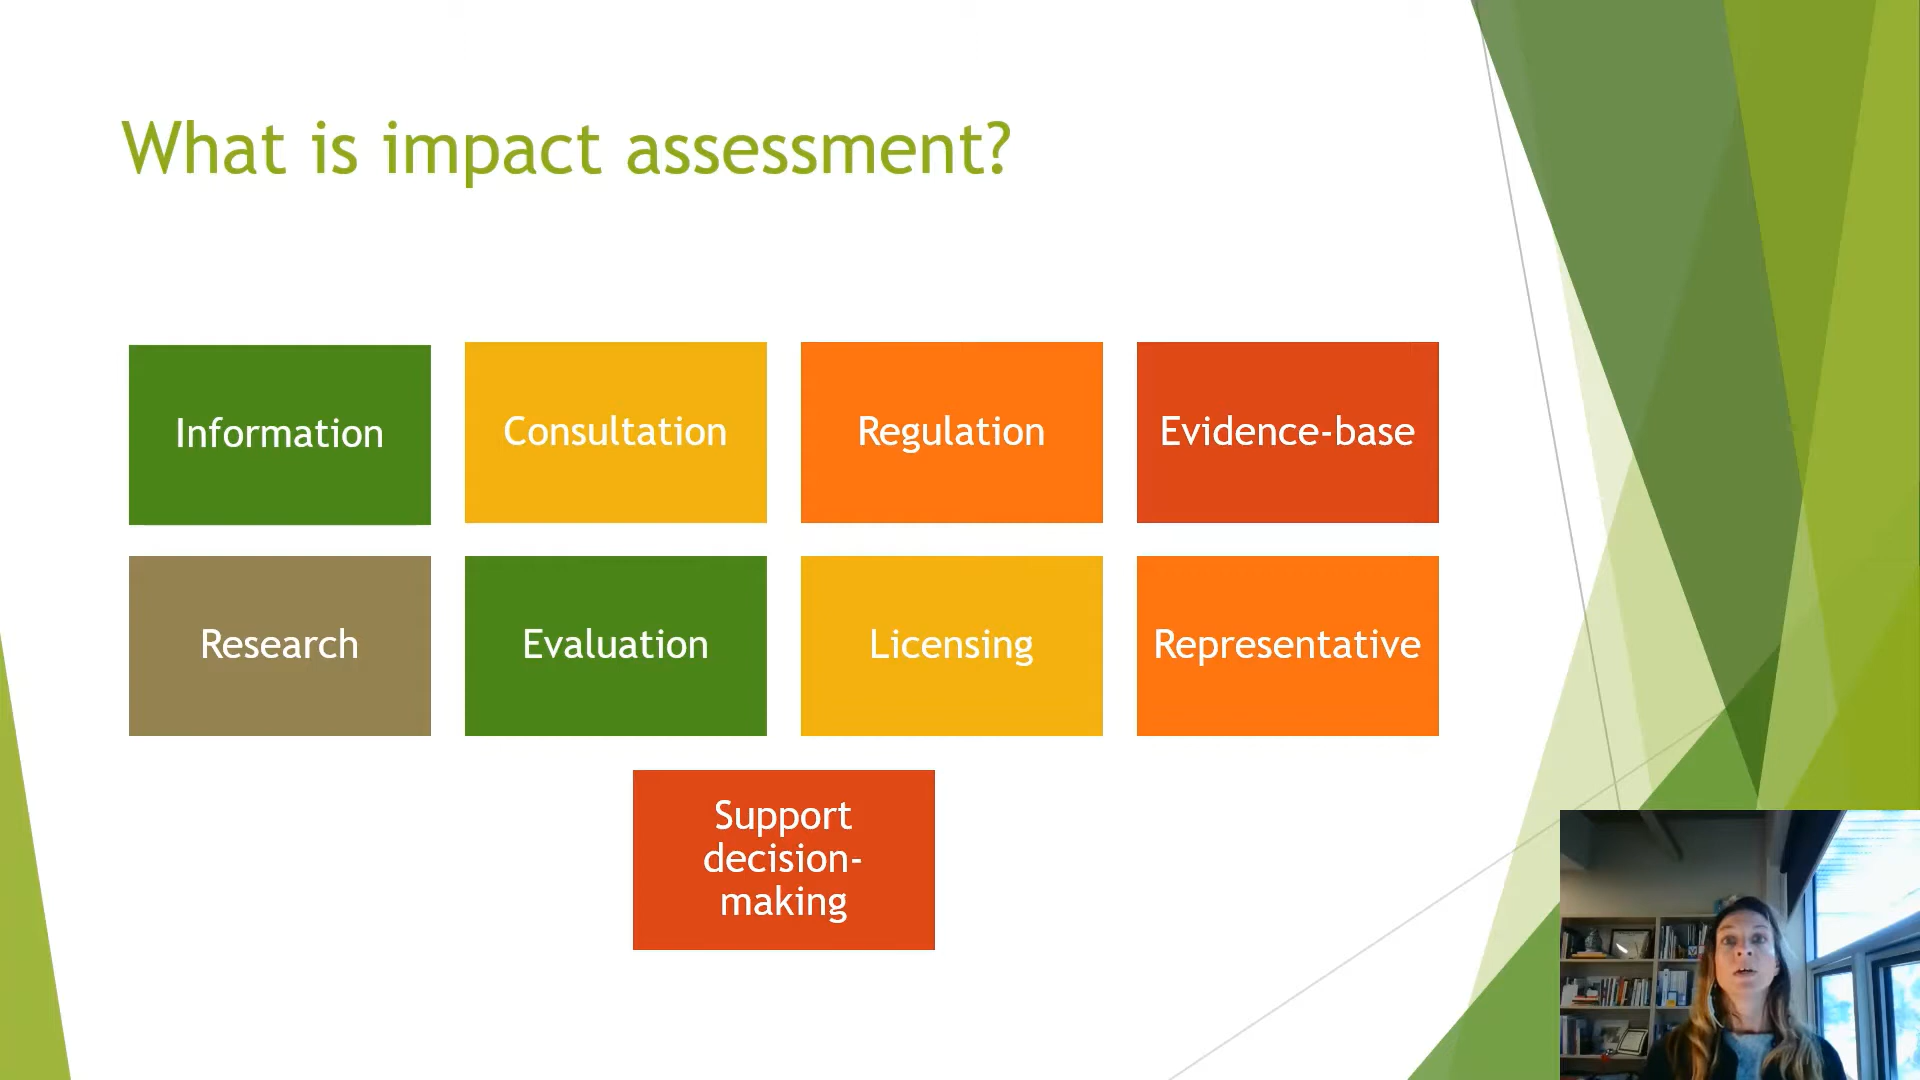 What is impact assessment?
Information
Consultation
Regulation
Evidence-base
Research
Evaluation
Licensing
Representative
Support
decision-
making